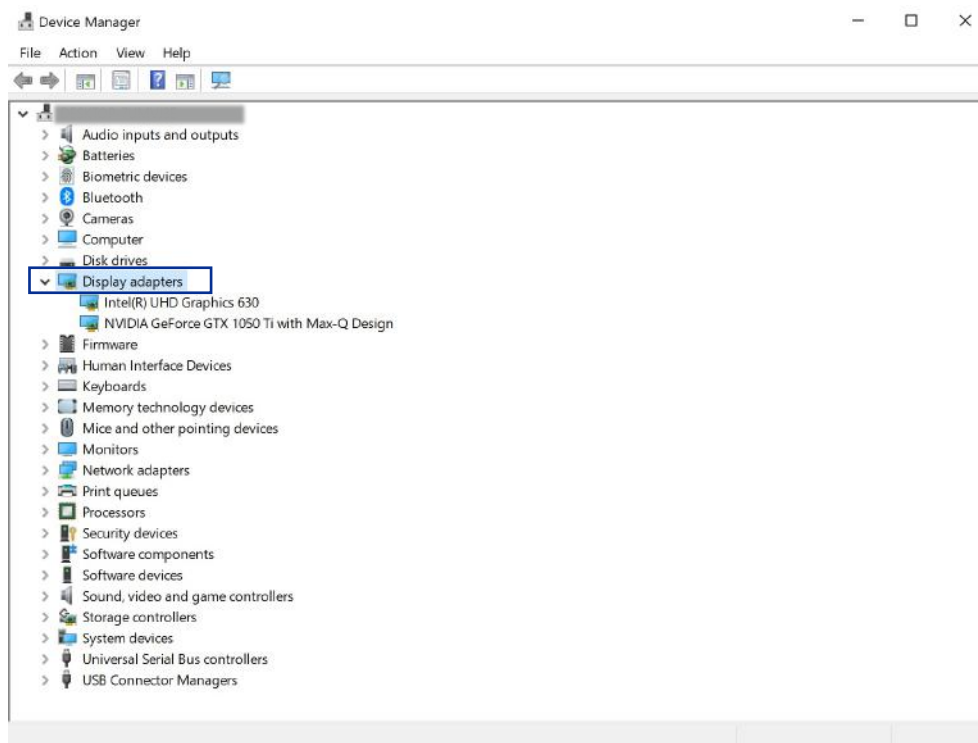 Device Manager
File Action View Help
Audio inputs and outputs
Batteries
Biometric devices
Bluetooth
Cameras
Computer
Disk drives
Display adapters
Intel(R) UHD Graphics 630
NVIDIA GeForce GTX 1050 Ti with Max-Q Design
Firmware
Human Interface Devices
Keyboards
Memory technology devices
Mice and other pointing devices
Monitors
Network adapters
Print queues
Processors
Security devices
Software components
Software devices
Sound, video and game controllers
Storage controllers
System devices
Universal Serial Bus controllers
USB Connector Managers